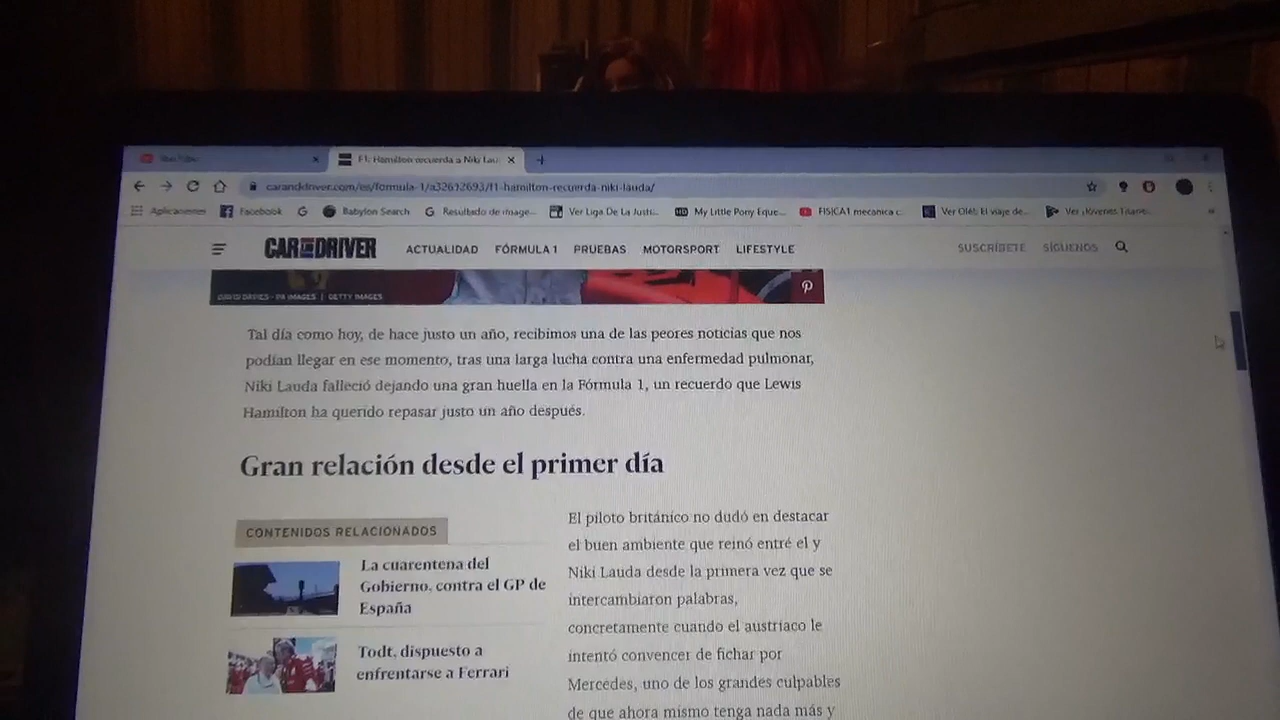 YouTube
F1: Hamilton recuerda a Niki Lau
caranddriver.com/es/formula-1/a32612693/f1-hamilton-recuerda-niki-lauda/
Aplicaciones
Facebook
Babylon Search
Resultado de image...
Ver Liga De La Justi...
My Little Pony Eque...
FISICA1 mecanica c...
Ver Olé!: El viaje de...
Ver Jóvenes Titane...
»
CAR AND DRIVER
ACTUALIDAD FÓRMULA 1 PRUEBAS MOTORSPORT LIFESTYLE
SUSCRÍBETE SÍGUENOS
DAVID DAVIES - PA IMAGES | GETTY IMAGES
Tal día como hoy, de hace justo un año, recibimos una de las peores noticias que nos
podían llegar en ese momento, tras una larga lucha contra una enfermedad pulmonar,
Niki Lauda falleció dejando una gran huella en la Fórmula 1, un recuerdo que Lewis
Hamilton ha querido repasar justo un año después.
Gran relación desde el primer día
CONTENIDOS RELACIONADOS
La cuarentena del
Gobierno, contra el GP de
España
Todt, dispuesto a
enfrentarse a Ferrari
El piloto británico no dudó en destacar
el buen ambiente que reinó entré el y
Niki Lauda desde la primera vez que se
intercambiaron palabras,
concretamente cuando el austriaco le
intentó convencer de fichar por
Mercedes, uno de los grandes culpables
de que ahora mismo tenga nada más y